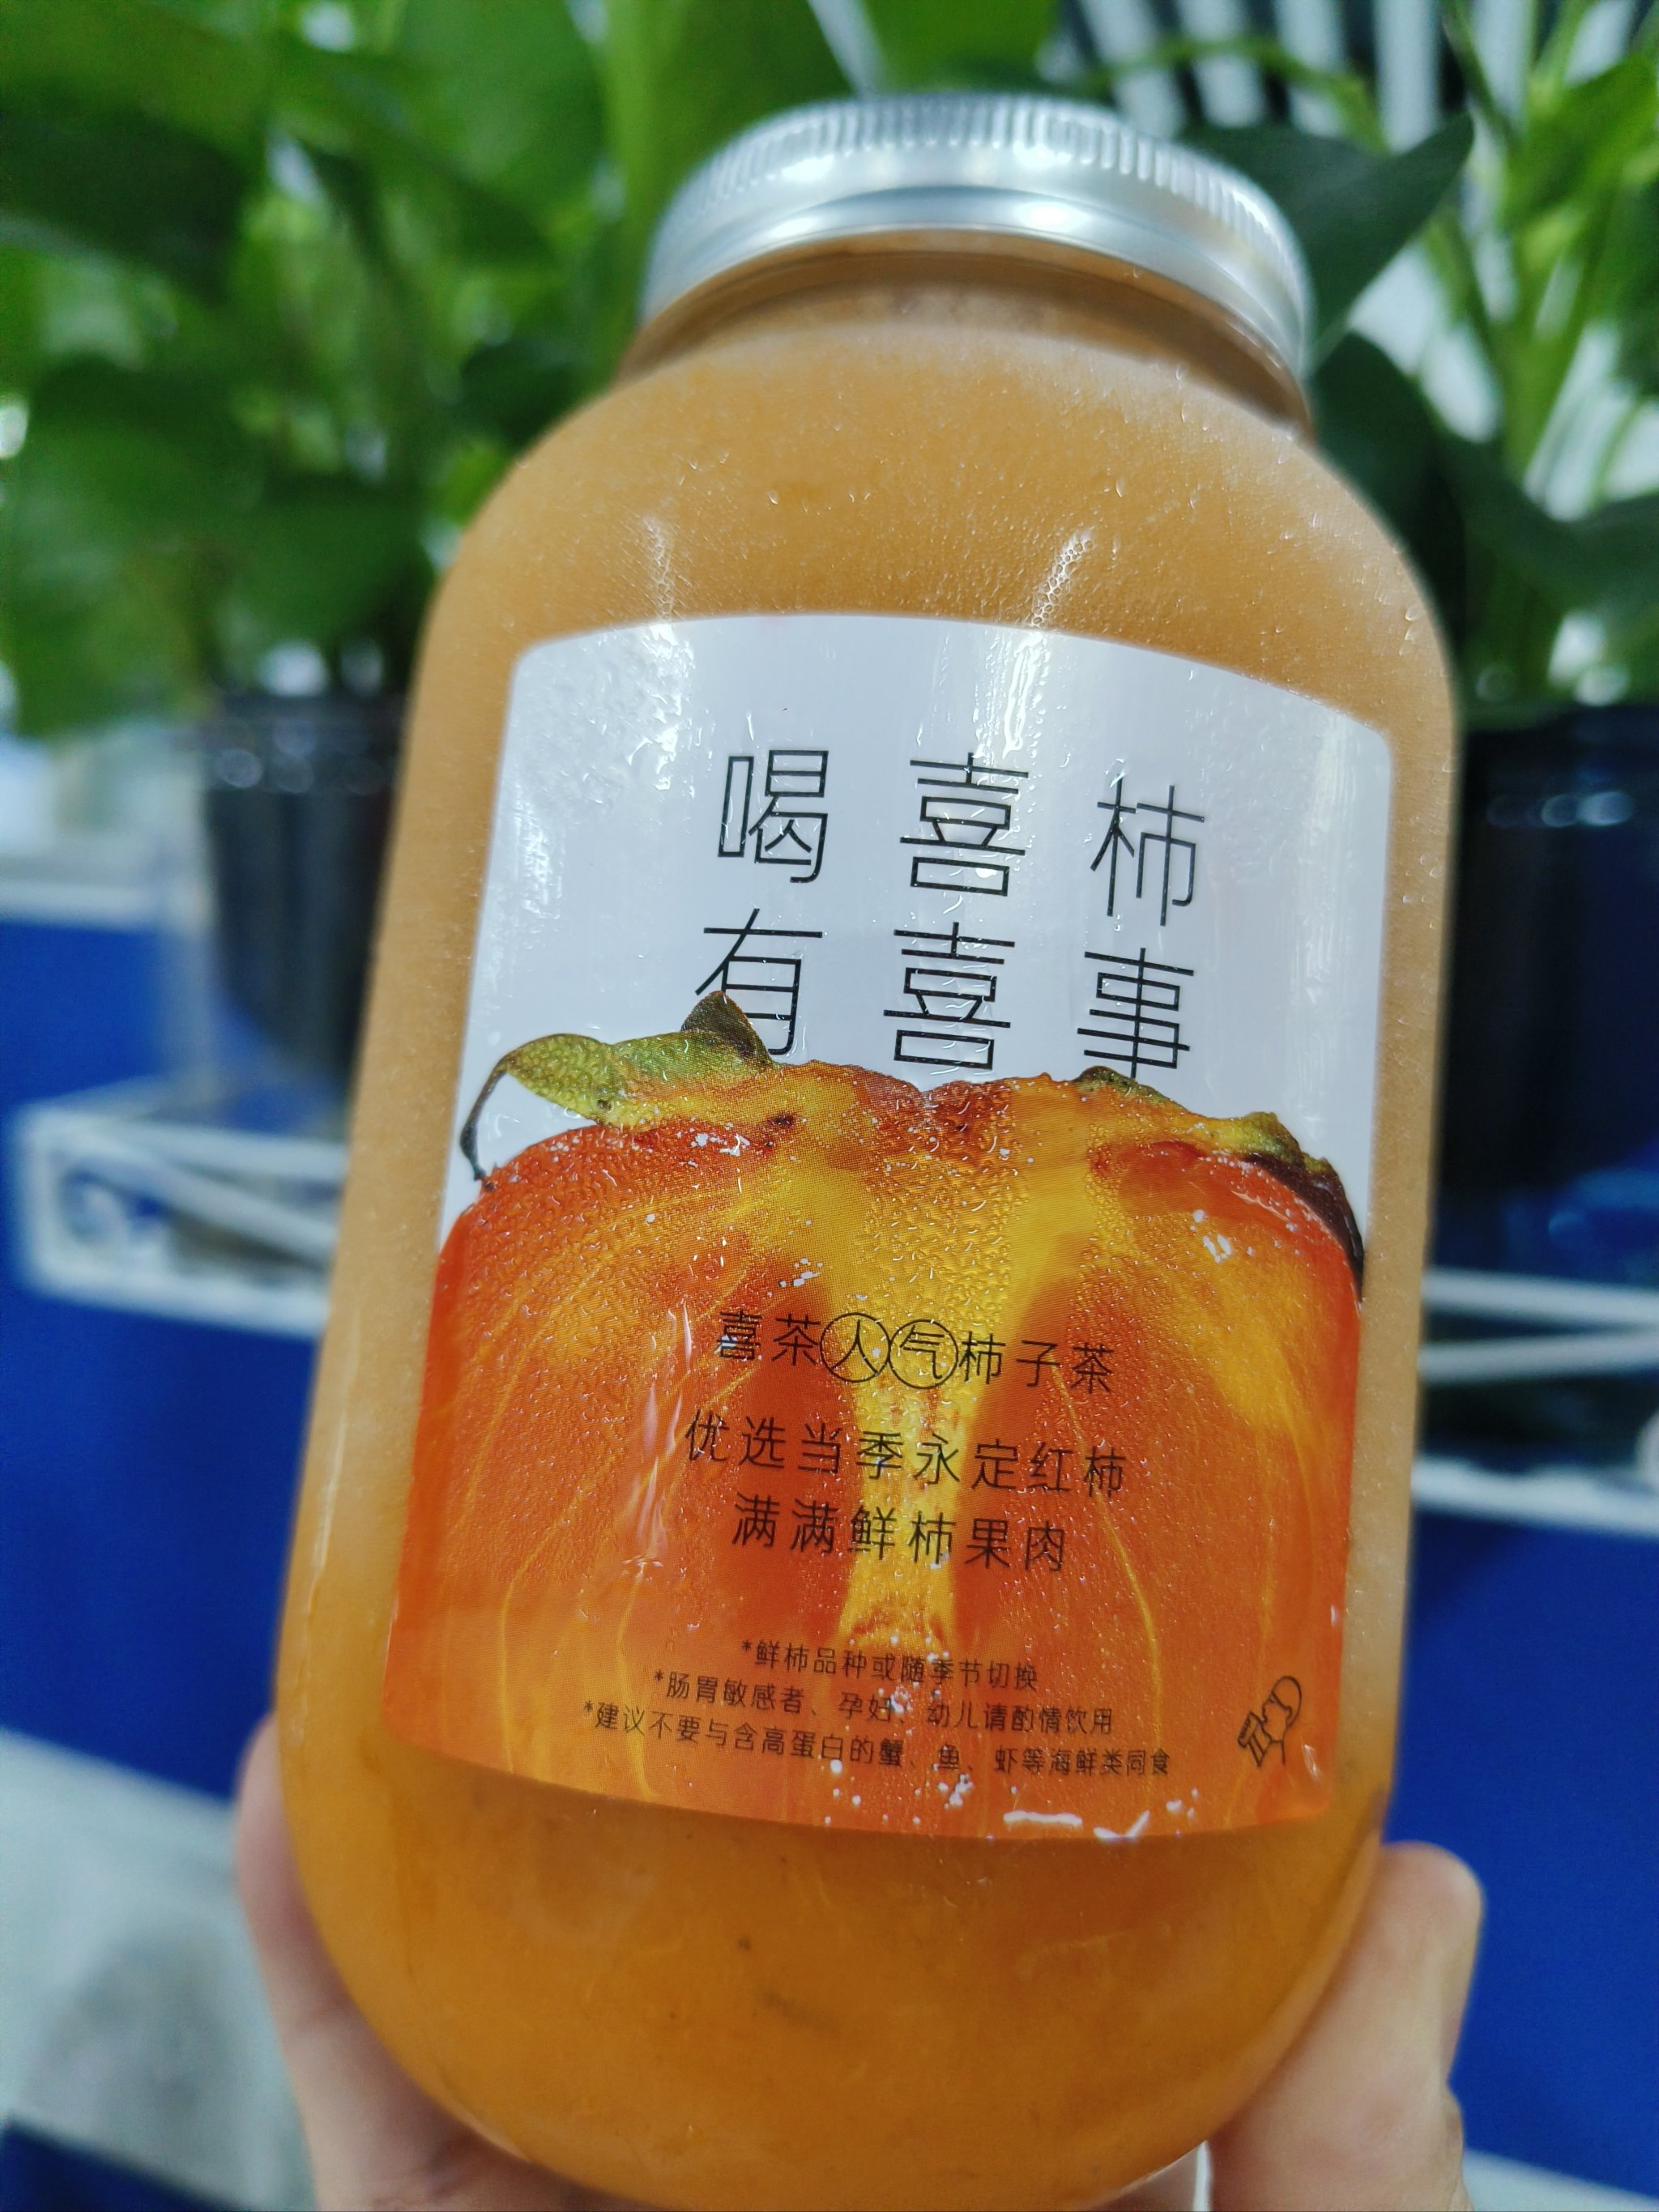 喝喜柿
有喜事
喜茶人气柿子茶
优选当季永定红柿
满满鲜柿果肉
*鲜柿品种或随季节切换
*肠胃敏感者、孕妇、幼儿请酌情饮用
*建议不要与含高蛋白的蟹、鱼、虾等海鲜类同食